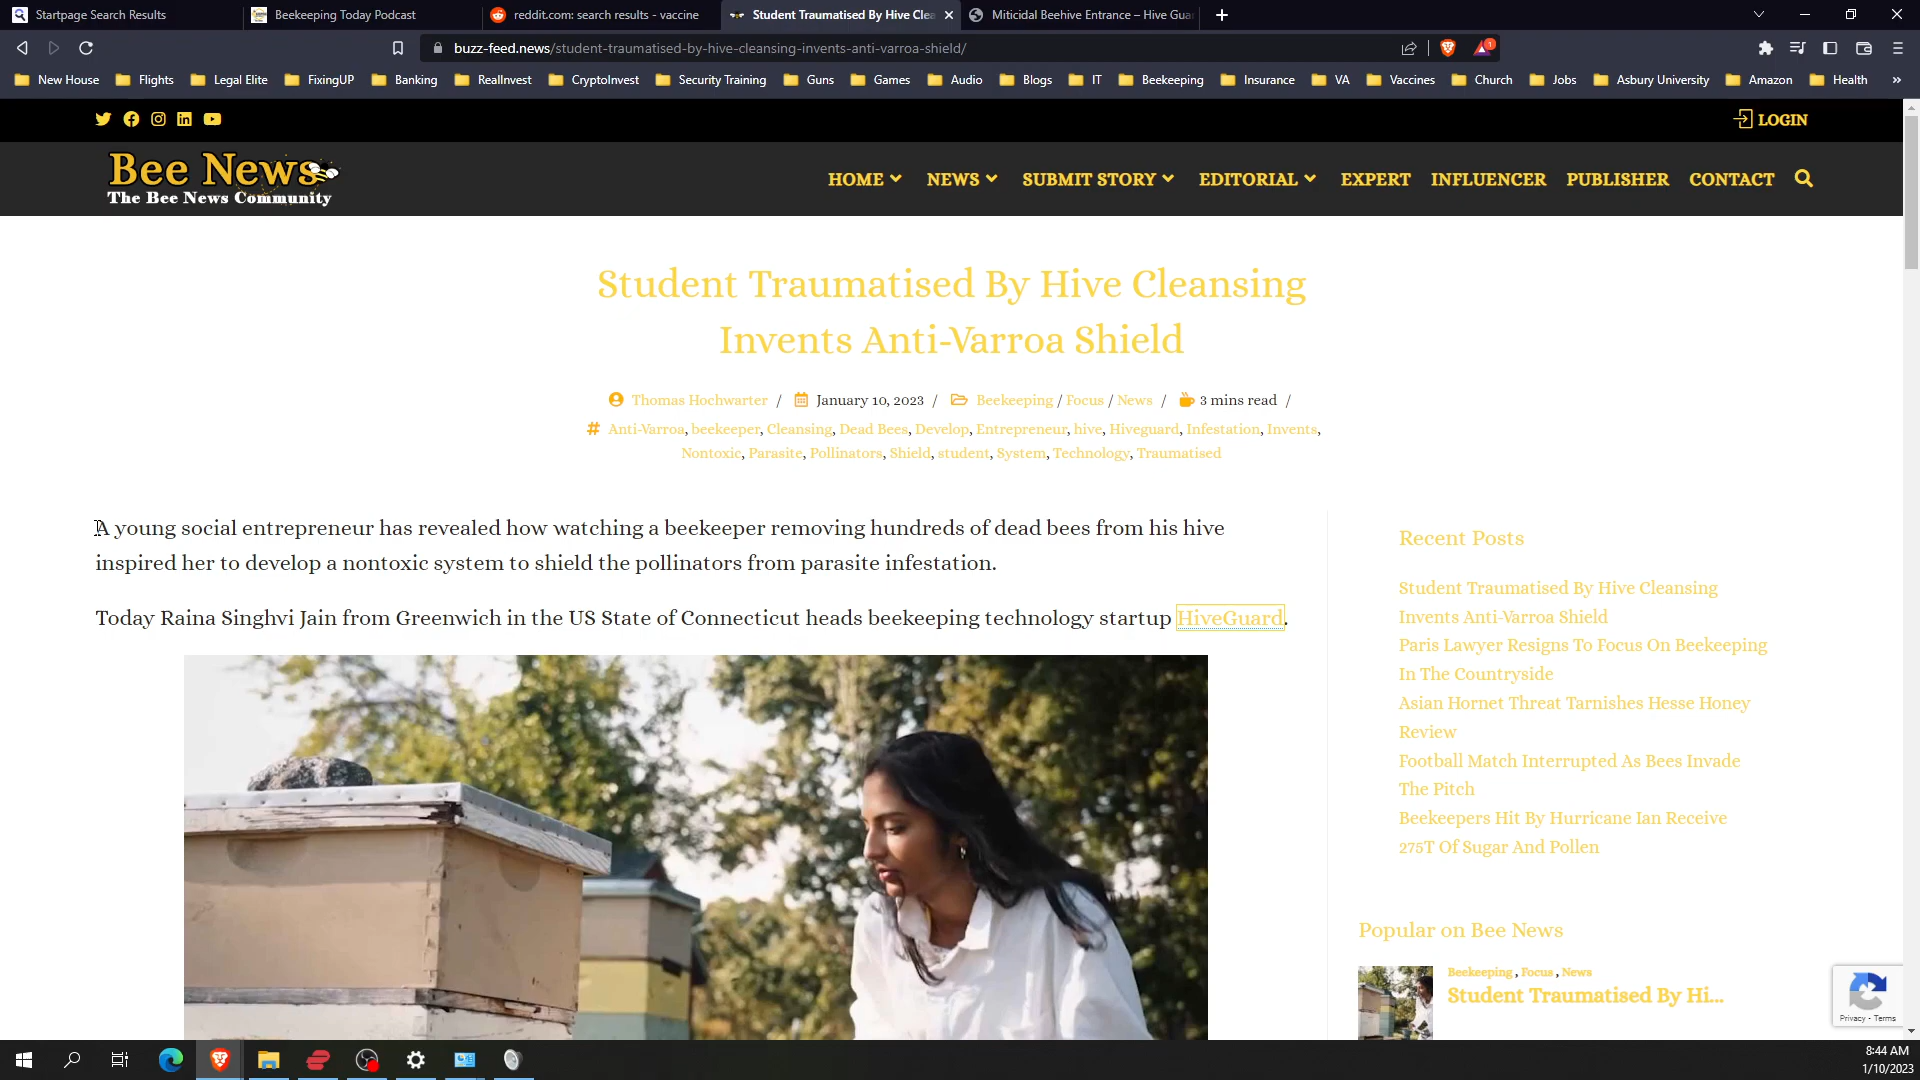 Startpage Search Results
Beekeeping Today Podcast
reddit.com: search results - vaccine
Student Traumatised By Hive Clea
Miticidal Beehive Entrance – Hive Guar
buzz-feed.news/student-traumatised-by-hive-cleansing-invents-anti-varroa-shield/
1
New House
Flights
Legal Elite
FixingUP
Banking
RealInvest
CryptoInvest
Security Training
Guns
Games
Audio
Blogs
IT
Beekeeping
Insurance
VA
Vaccines
Church
Jobs
Asbury University
Amazon
Health
LOGIN
Bee News
The Bee News Community
HOME
NEWS
SUBMIT STORY
EDITORIAL
EXPERT
INFLUENCER
PUBLISHER
CONTACT
Student Traumatised By Hive Cleansing
Invents Anti-Varroa Shield
Thomas Hochwarter / January 10, 2023 / Beekeeping / Focus / News / 3 mins read /
# Anti-Varroa, beekeeper, Cleansing, Dead Bees, Develop, Entrepreneur, hive, Hiveguard, Infestation, Invents,
Nontoxic, Parasite, Pollinators, Shield, student, System, Technology, Traumatised
A young social entrepreneur has revealed how watching a beekeeper removing hundreds of dead bees from his hive
inspired her to develop a nontoxic system to shield the pollinators from parasite infestation.
Today Raina Singhvi Jain from Greenwich in the US State of Connecticut heads beekeeping technology startup HiveGuard.
Recent Posts
Student Traumatised By Hive Cleansing
Invents Anti-Varroa Shield
Paris Lawyer Resigns To Focus On Beekeeping
In The Countryside
Asian Hornet Threat Tarnishes Hesse Honey
Review
Football Match Interrupted As Bees Invade
The Pitch
Beekeepers Hit By Hurricane Ian Receive
275T Of Sugar And Pollen
Popular on Bee News
Beekeeping , Focus , News
Student Traumatised By Hi...
Privacy - Terms
8:44 AM
1/10/2023